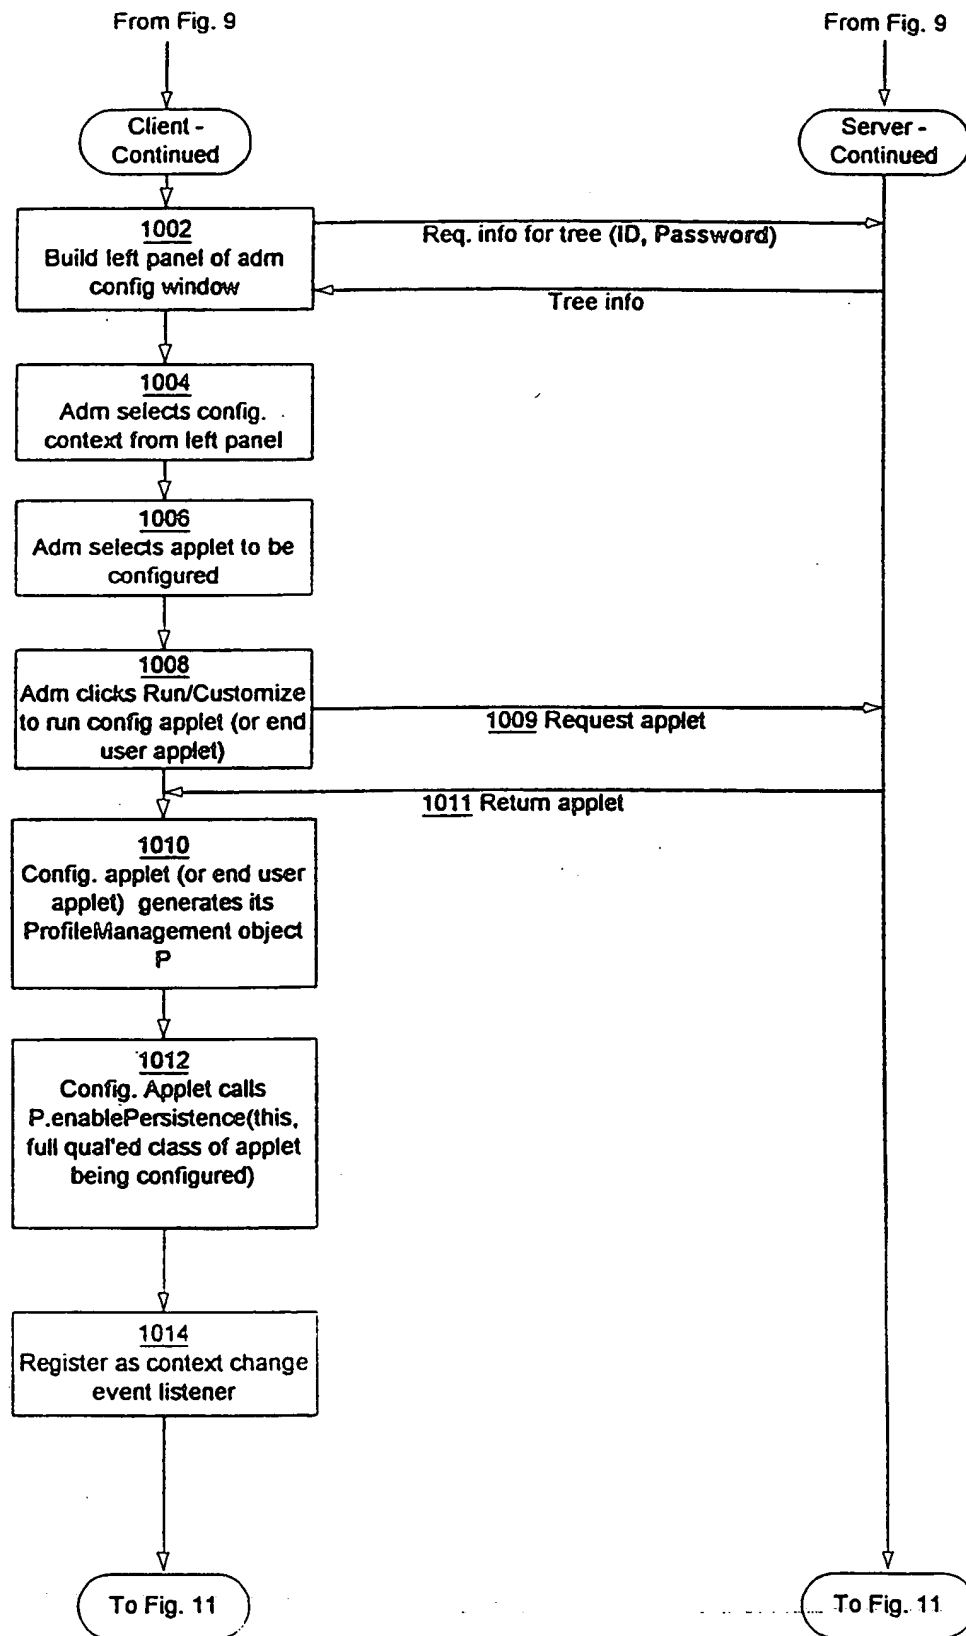 From Fig. 9
From Fig. 9
Client -
Continued
Server -
Continued
1002
Build left panel of adm
config window
Req. info for tree (ID, Password)
Tree info
1004
Adm selects config.
context from left panel
1006
Adm selects applet to be
configured
1008
Adm clicks Run/Customize
to run config applet (or end
user applet)
1009 Request applet
1011 Return applet
1010
Config. applet (or end user
applet) generates its
ProfileManagement object
P
1012
Config. Applet calls
P.enablePersistence(this,
full qual'ed class of applet
being configured)
1014
Register as context change
event listener
To Fig. 11
To Fig. 11